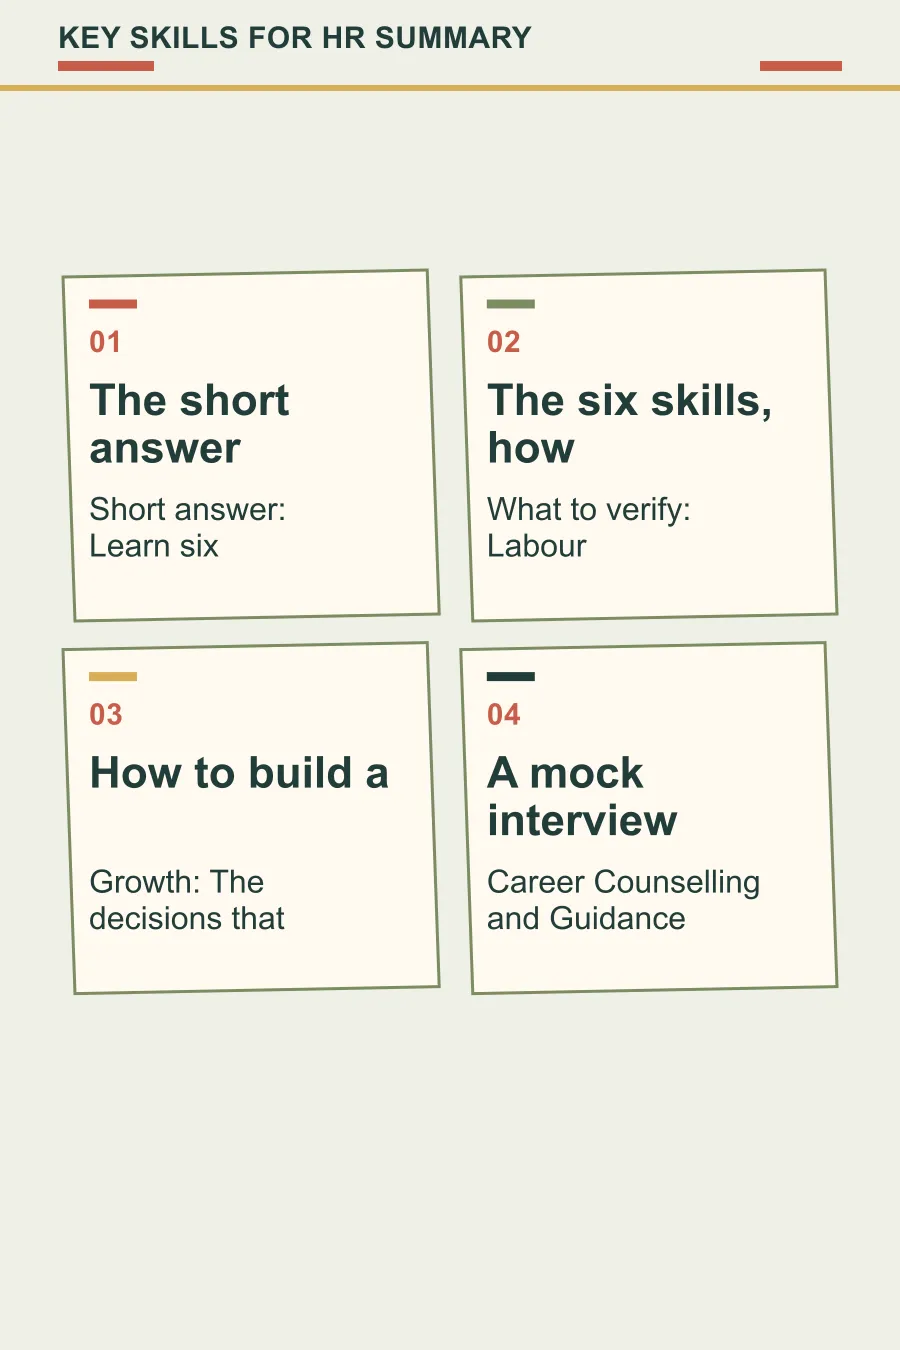 KEY SKILLS FOR HR SUMMARY
01
The short
answer
Short answer:
Learn six
02
The six skills,
how
What to verify:
Labour
03
How to build a
Growth: The
decisions that
04
A mock
interview
Career Counselling
and Guidance